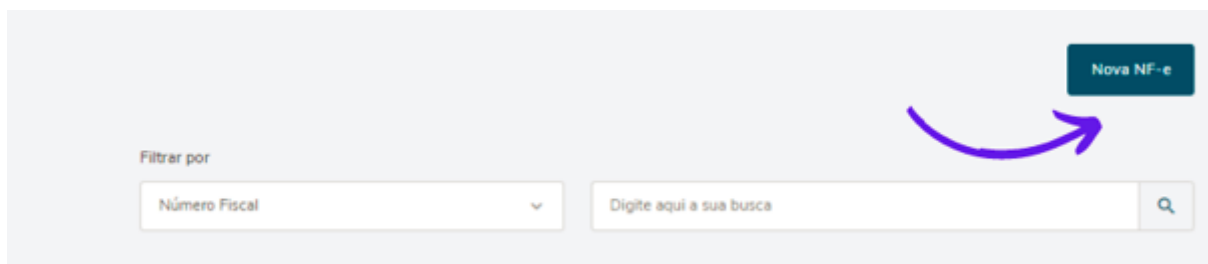 Nova NF-e
Filtrar por
Número Fiscal
Digite aqui a sua busca